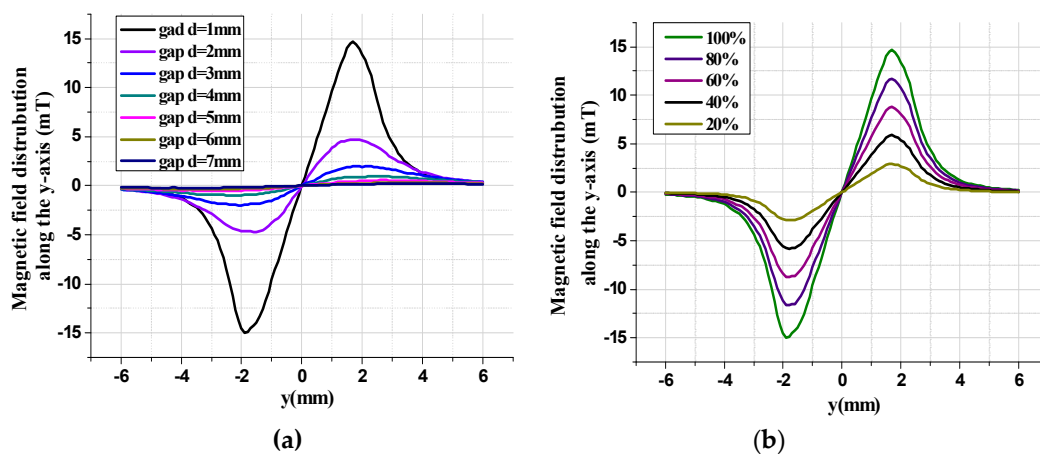 gad d=1mm
gap d=2mm
gap d=3mm
gap d=4mm
gap d=5mm
gap d=6mm
gap d=7mm
Magnetic field distrubution
along the y-axis (mT)
15
10
5
0
-5
-10
-15
-6
-4
-2
0
2
4
6
y(mm)
(a)
100%
80%
60%
40%
20%
Magnetic field distrubution
along the y-axis (mT)
15
10
5
0
-5
-10
-15
-6
-4
-2
0
2
4
6
y(mm)
(b)